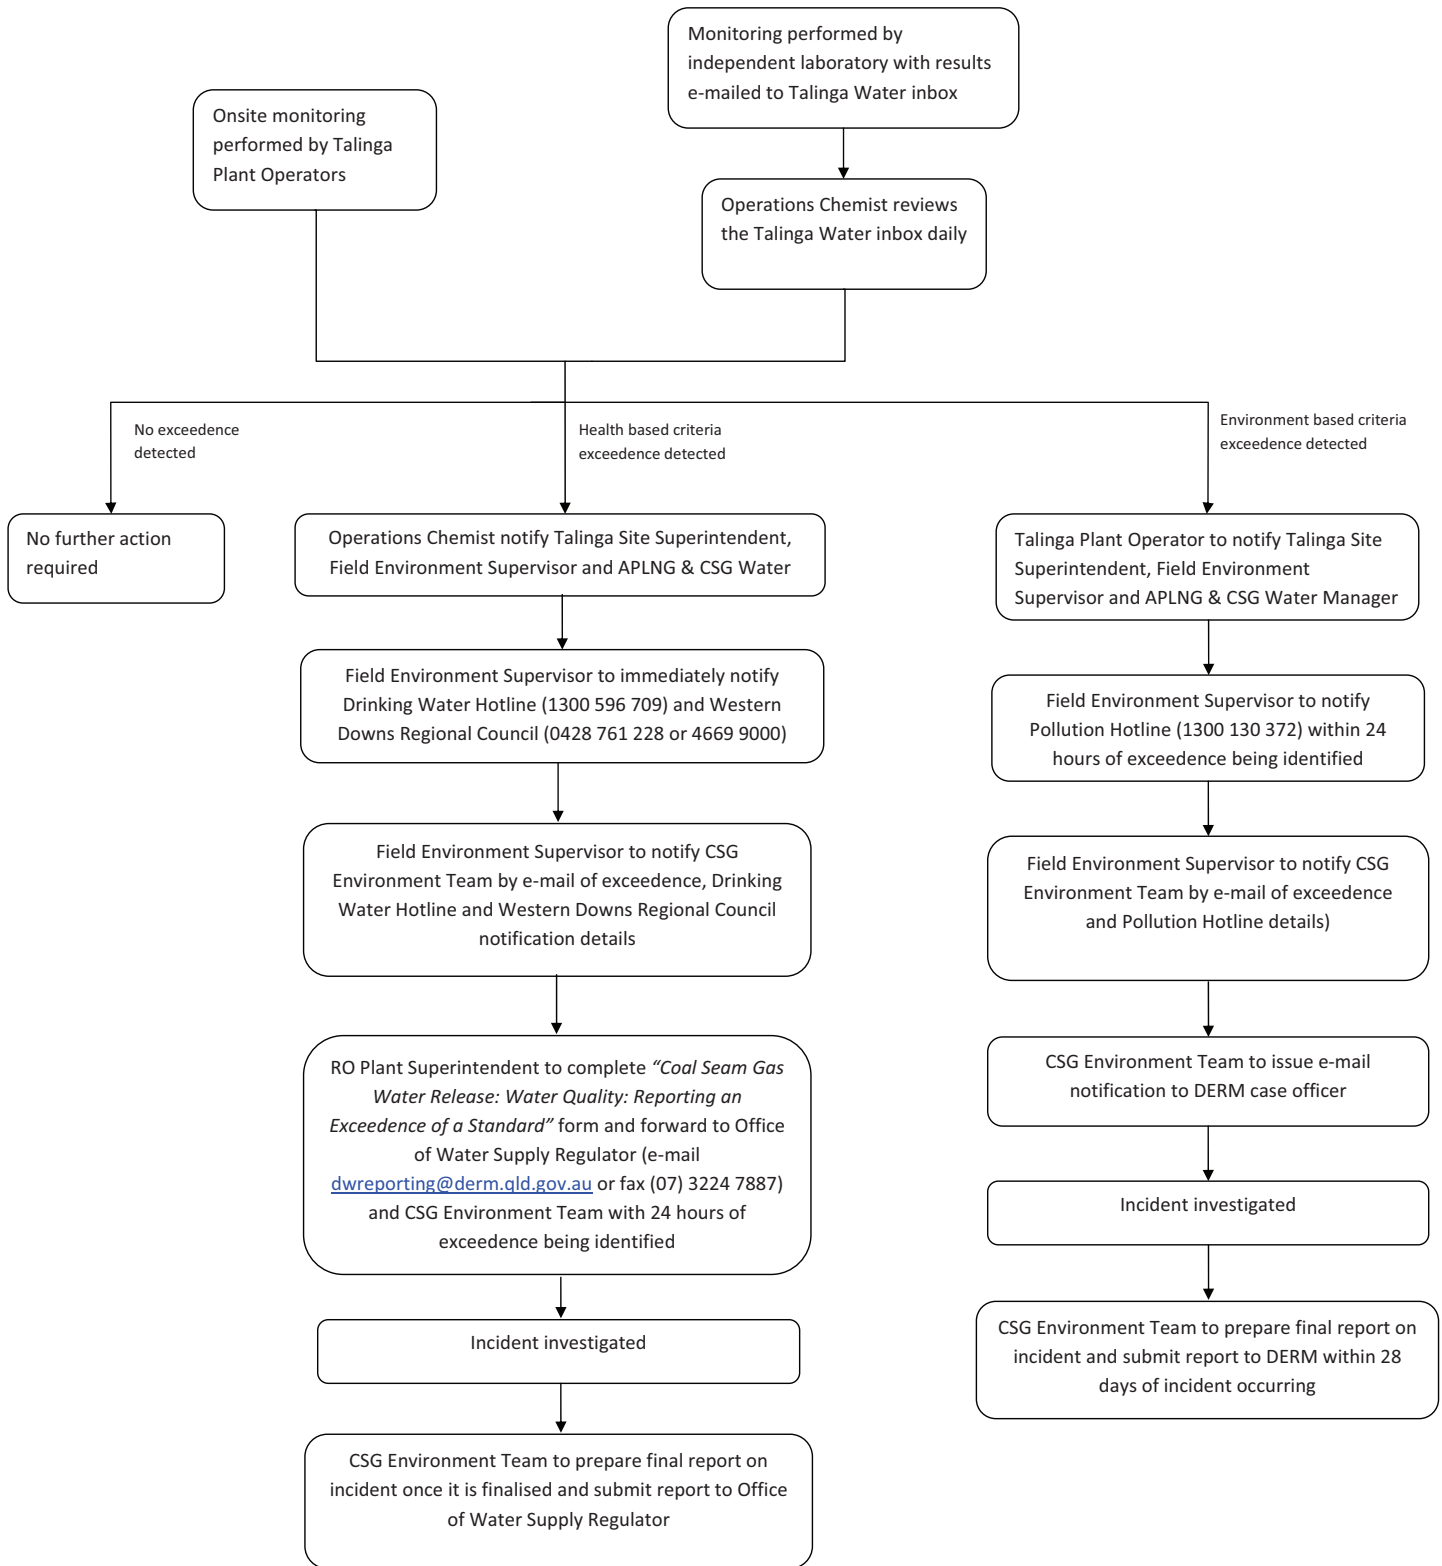 Monitoring performed by
independent laboratory with results
e-mailed to Talinga Water inbox
Onsite monitoring
performed by Talinga
Plant Operators
Operations Chemist reviews
the Talinga Water inbox daily
No exceedence
detected
Health based criteria
exceedence detected
Environment based criteria
exceedence detected
No further action
required
Operations Chemist notify Talinga Site Superintendent,
Field Environment Supervisor and APLNG & CSG Water
Talinga Plant Operator to notify Talinga Site
Superintendent, Field Environment
Supervisor and APLNG & CSG Water Manager
Field Environment Supervisor to immediately notify
Drinking Water Hotline (1300 596 709) and Western
Downs Regional Council (0428 761 228 or 4669 9000)
Field Environment Supervisor to notify
Pollution Hotline (1300 130 372) within 24
hours of exceedence being identified
Field Environment Supervisor to notify CSG
Environment Team by e-mail of exceedence, Drinking
Water Hotline and Western Downs Regional Council
notification details
Field Environment Supervisor to notify CSG
Environment Team by e-mail of exceedence
and Pollution Hotline details)
RO Plant Superintendent to complete “Coal Seam Gas
Water Release: Water Quality: Reporting an
Exceedence of a Standard” form and forward to Office
of Water Supply Regulator (e-mail
dwreporting@derm.qld.gov.au or fax (07) 3224 7887)
and CSG Environment Team with 24 hours of
exceedence being identified
CSG Environment Team to issue e-mail
notification to DERM case officer
Incident investigated
Incident investigated
CSG Environment Team to prepare final report on
incident and submit report to DERM within 28
days of incident occurring
CSG Environment Team to prepare final report on
incident once it is finalised and submit report to Office
of Water Supply Regulator